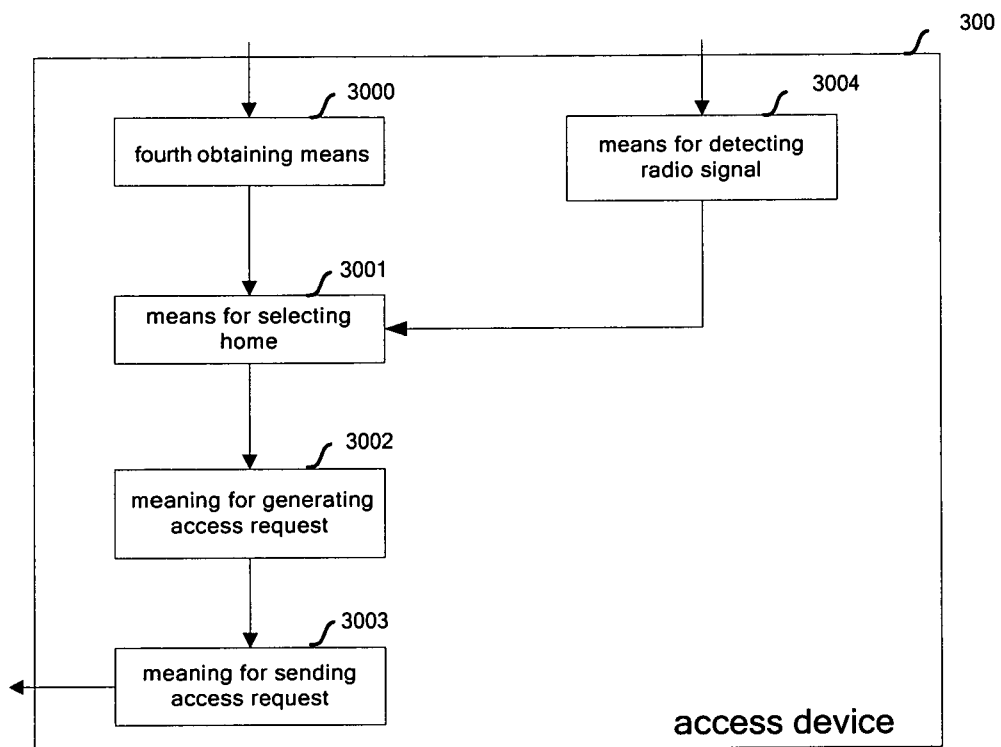 300
3000
fourth obtaining means
3004
means for detecting
radio signal
3001
means for selecting
home
3002
meaning for generating
access request
3003
meaning for sending
access request
access device